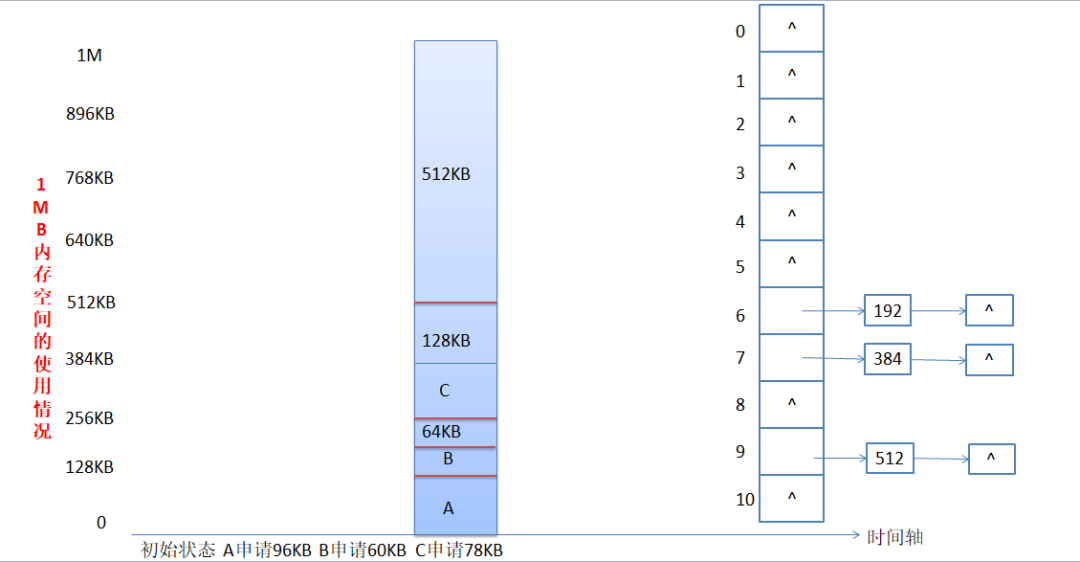 1MB内存空间的使用情况
1M
896KB
768KB
640KB
512KB
384KB
256KB
128KB
0
512KB
128KB
C
64KB
B
A
初始状态 A申请96KB B申请60KB C申请78KB
时间轴
0 ^
1 ^
2 ^
3 ^
4 ^
5 ^
6 192 ^
7 384 ^
8 ^
9 512 ^
10 ^